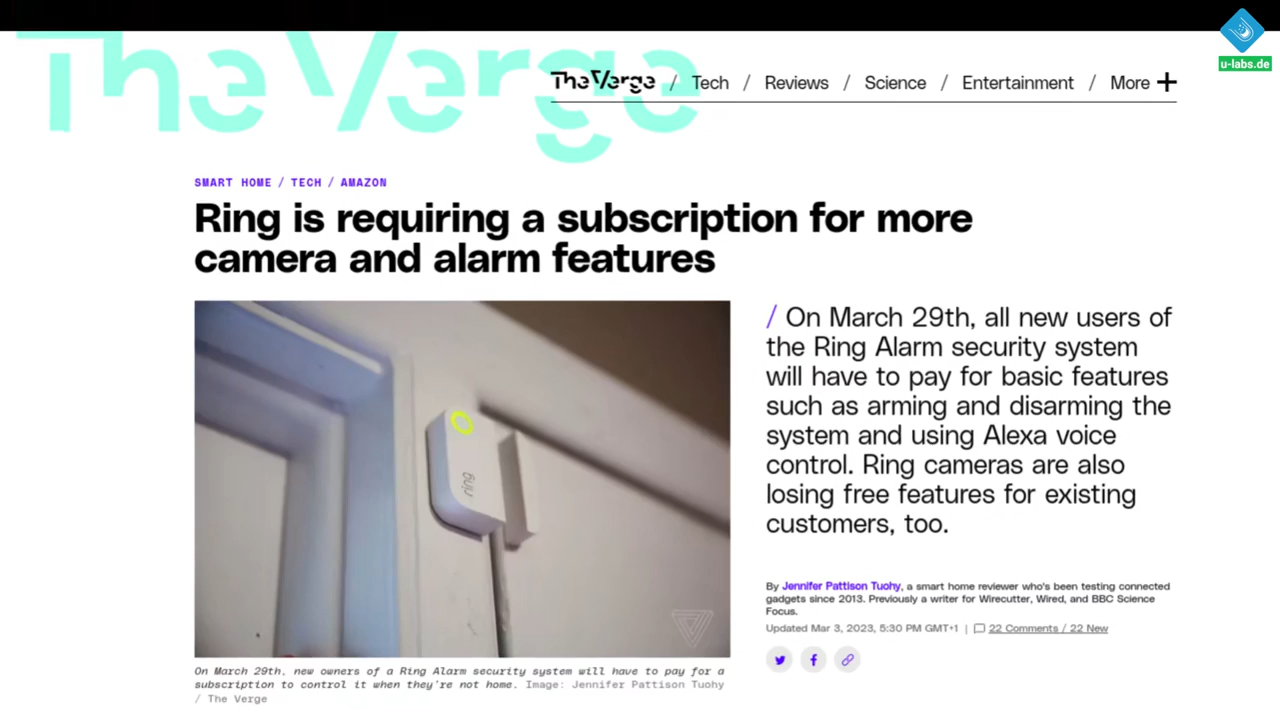 u-labs.de
The Verge
The Verge / Tech / Reviews / Science / Entertainment / More +
SMART HOME / TECH / AMAZON
Ring is requiring a subscription for more
camera and alarm features
ring
/ On March 29th, all new users of
the Ring Alarm security system
will have to pay for basic features
such as arming and disarming the
system and using Alexa voice
control. Ring cameras are also
losing free features for existing
customers, too.
By Jennifer Pattison Tuohy, a smart home reviewer who's been testing connected
gadgets since 2013. Previously a writer for Wirecutter, Wired, and BBC Science
Focus.
Updated Mar 3, 2023, 5:30 PM GMT+1 | 22 Comments / 22 New
On March 29th, new owners of a Ring Alarm security system will have to pay for a
subscription to control it when they're not home. Image: Jennifer Pattison Tuohy
/ The Verge